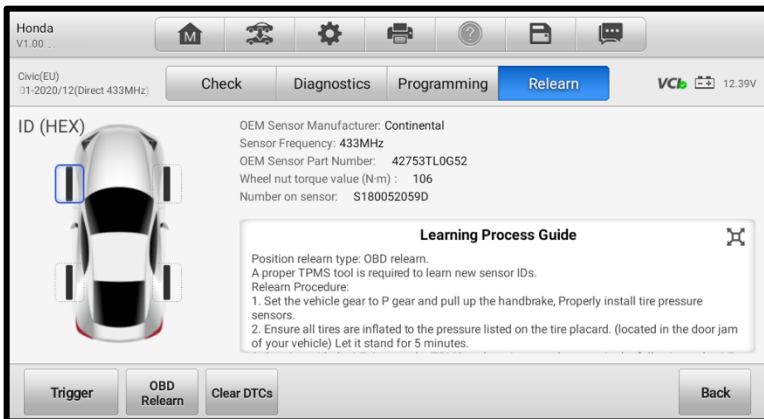 Honda
V1.00...
M
?
Civic(EU)
01-2020/12(Direct 433MHz)
Check
Diagnostics
Programming
Relearn
VCI
12.39V
ID (HEX)
OEM Sensor Manufacturer: Continental
Sensor Frequency: 433MHz
OEM Sensor Part Number: 42753TL0G52
Wheel nut torque value (N·m) : 106
Number on sensor: S180052059D
Learning Process Guide
Position relearn type: OBD relearn.
A proper TPMS tool is required to learn new sensor IDs.
Relearn Procedure:
1. Set the vehicle gear to P gear and pull up the handbrake, Properly install tire pressure
sensors.
2. Ensure all tires are inflated to the pressure listed on the tire placard. (located in the door jam
of your vehicle) Let it stand for 5 minutes.
Trigger
OBD
Relearn
Clear DTCs
Back